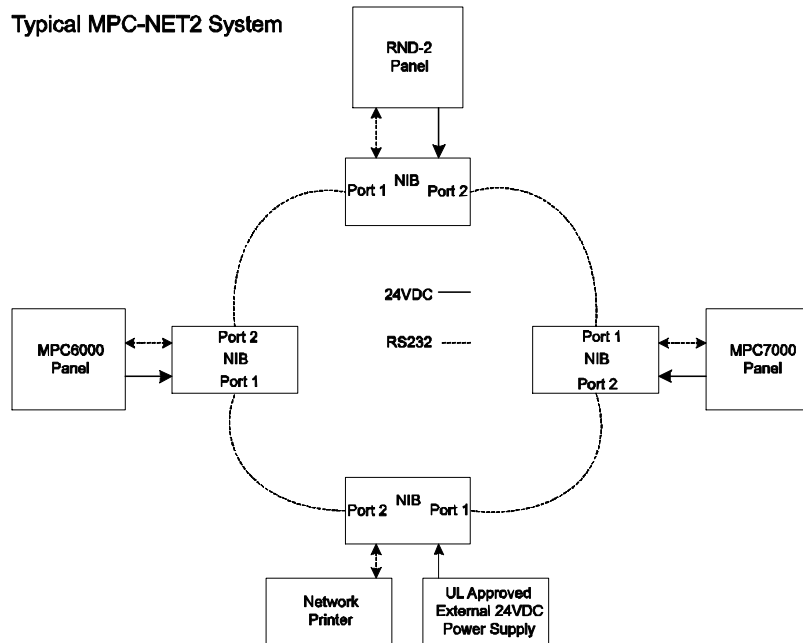 Typical MPC-NET2 System
RND-2
Panel
NIB
Port 1
Port 2
24VDC
RS232
MPC6000
Panel
Port 2
NIB
Port 1
Port 1
NIB
Port 2
MPC7000
Panel
NIB
Port 2
Port 1
Network
Printer
UL Approved
External 24VDC
Power Supply